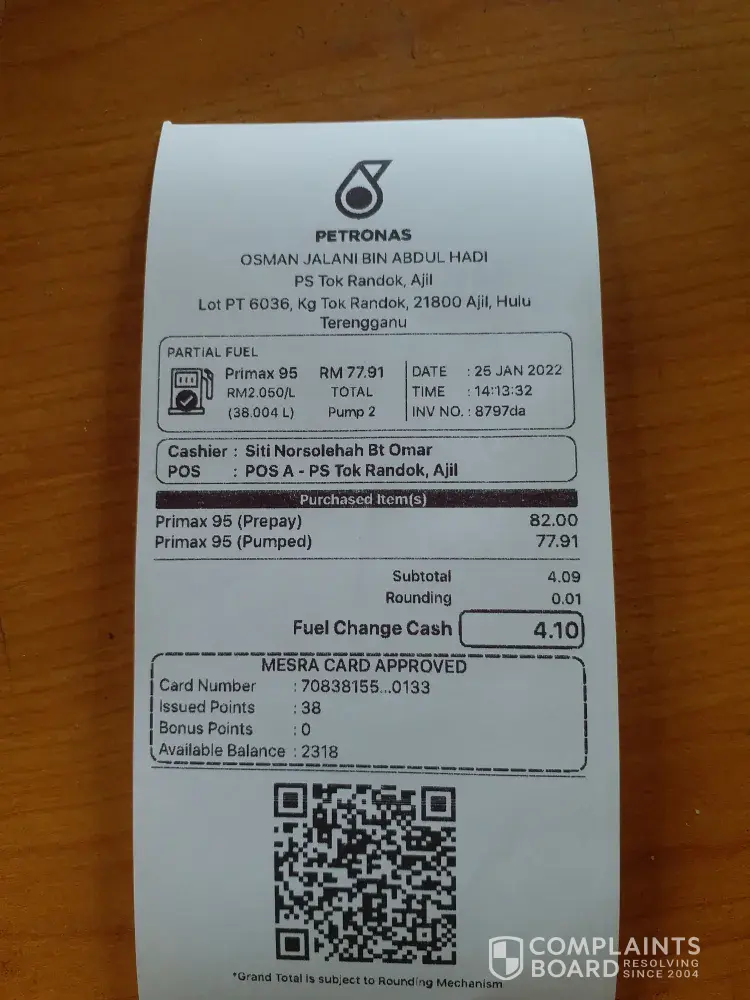 PETRONAS
OSMAN JALANI BIN ABDUL HADI
PS Tok Randok, Ajil
Lot PT 6036, Kg Tok Randok, 21800 Ajil, Hulu
Terengganu
PARTIAL FUEL
Primax 95 RM 77.91 DATE : 25 JAN 2022
RM2.050/L TOTAL TIME : 14:13:32
(38.004 L) Pump 2 INV NO. : 8797da
Cashier : Siti Norsolehah Bt Omar
POS : POS A - PS Tok Randok, Ajil
Purchased Item(s)
Primax 95 (Prepay) 82.00
Primax 95 (Pumped) 77.91
Subtotal 4.09
Rounding 0.01
Fuel Change Cash 4.10
MESRA CARD APPROVED
Card Number : 70838155...0133
Issued Points : 38
Bonus Points : 0
Available Balance : 2318
*Grand Total is subject to Rounding Mechanism
COMPLAINTS
BOARD RESOLVING
SINCE 2004